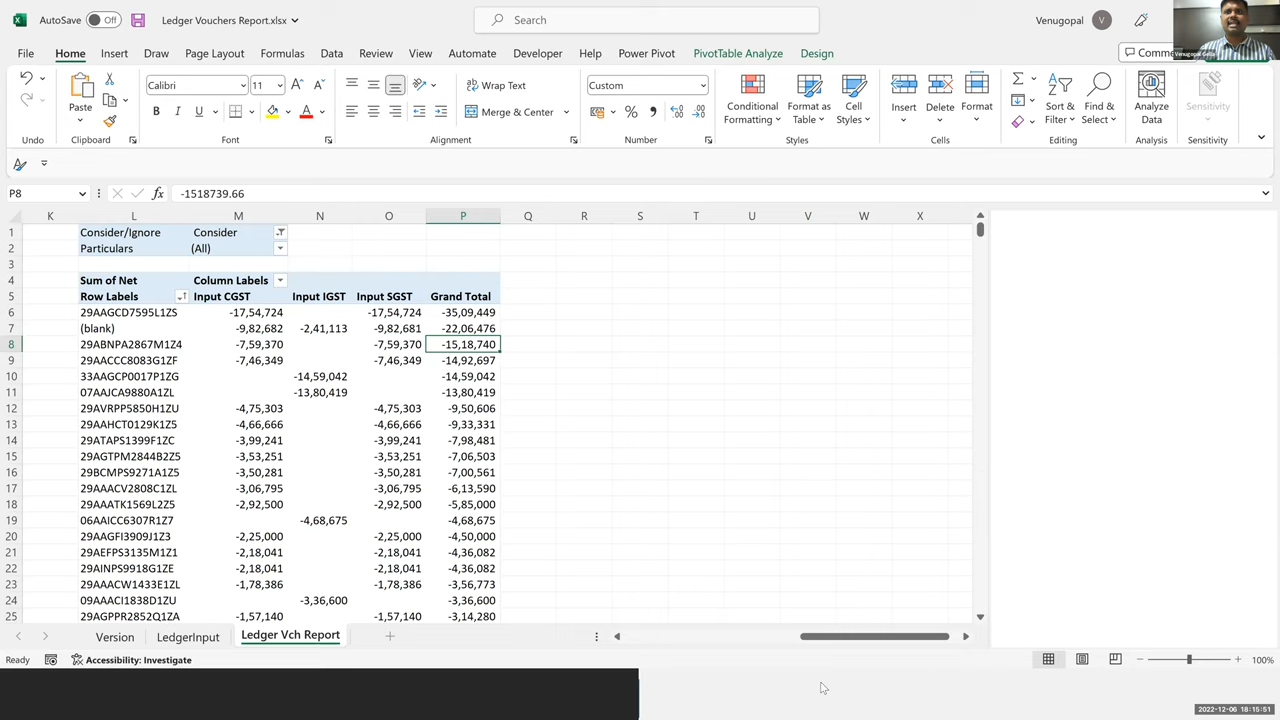 AutoSave Off Ledger Vouchers Report.xlsx Search Venugopal V
File Home Insert Draw Page Layout Formulas Data Review View Automate Developer Help Power Pivot PivotTable Analyze Design
Calibri 11 Wrap Text Custom
Paste B I U Merge & Center Conditional Formatting Format as Table Cell Styles Insert Delete Format Sort & Filter Find & Select Analyze Data Sensitivity
Undo Clipboard Font Alignment Number Styles Cells Editing Analysis Sensitivity
P8 fx -1518739.66
K L M N O P Q R S T U V W X
1 Consider/Ignore Consider
2 Particulars (All)
3
4 Sum of Net Column Labels
5 Row Labels Input CGST Input IGST Input SGST Grand Total
6 29AAGCD7595L1ZS -17,54,724 -17,54,724 -35,09,449
7 (blank) -9,82,682 -2,41,113 -9,82,681 -22,06,476
8 29ABNPA2867M1Z4 -7,59,370 -7,59,370 -15,18,740
9 29AACCC8083G1ZF -7,46,349 -7,46,349 -14,92,697
10 33AAGCP0017P1ZG -14,59,042 -14,59,042
11 07AAJCA9880A1ZL -13,80,419 -13,80,419
12 29AVRPP5850H1ZU -4,75,303 -4,75,303 -9,50,606
13 29AAHCT0129K1Z5 -4,66,666 -4,66,666 -9,33,331
14 29ATAPS1399F1ZC -3,99,241 -3,99,241 -7,98,481
15 29AGTPM2844B2Z5 -3,53,251 -3,53,251 -7,06,503
16 29BCMPS9271A1Z5 -3,50,281 -3,50,281 -7,00,561
17 29AAACV2808C1ZL -3,06,795 -3,06,795 -6,13,590
18 29AAATK1569L2Z5 -2,92,500 -2,92,500 -5,85,000
19 06AAICC6307R1Z7 -4,68,675 -4,68,675
20 29AAGFI3909J1Z3 -2,25,000 -2,25,000 -4,50,000
21 29AEFPS3135M1Z1 -2,18,041 -2,18,041 -4,36,082
22 29AINPS9918G1ZE -2,18,041 -2,18,041 -4,36,082
23 29AAACW1433E1ZL -1,78,386 -1,78,386 -3,56,773
24 09AAACI1838D1ZU -3,36,600 -3,36,600
25 29AGPPR2852Q1ZA -1,57,140 -1,57,140 -3,14,280
Version LedgerInput Ledger Vch Report
Ready Accessibility: Investigate 100%
2022-12-06 18:15:51